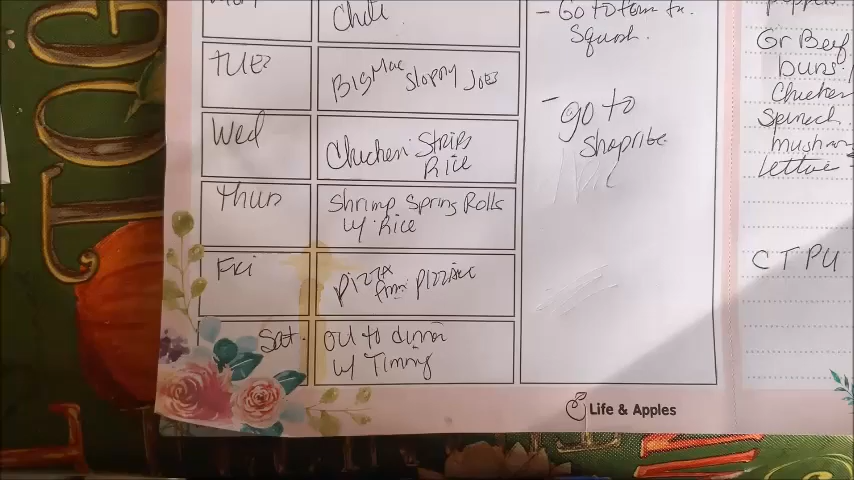 Chili
Tues
Big Mac Sloppy Joes
Wed
Chicken Strips
Rice
Thurs
Shrimp Spring Rolls
w/ Rice
Fri
Pizza
from
Sat.
out to dinner
w/ Timmy
- Go to farm
Squash.
- go to
Shoprite
Life & Apples
peppers
Gr Beef
buns
Chicken
Spinach
mushroom
lettuce
CTPU